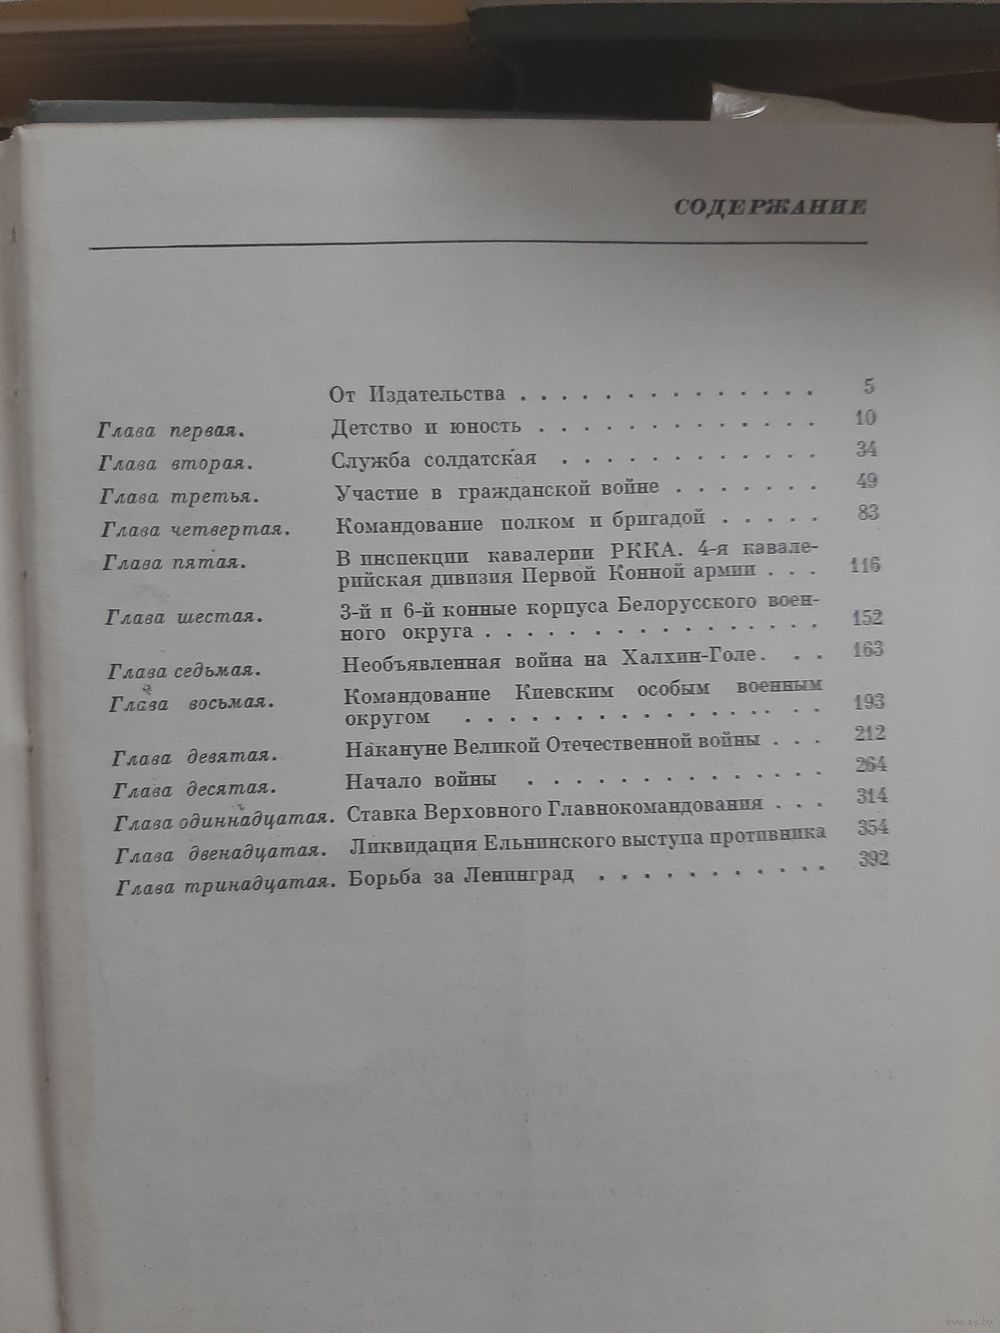 СОДЕРЖАНИЕ
От Издательства . . . . . . . . . . . . . . 5
Глава первая. Детство и юность . . . . . . . . . . . . . 10
Глава вторая. Служба солдатская . . . . . . . . . . . . 34
Глава третья. Участие в гражданской войне . . . . . . . 49
Глава четвертая. Командование полком и бригадой . . . . . 83
Глава пятая. В инспекции кавалерии РККА. 4-я кавале-
рийская дивизия Первой Конной армии . . . 116
Глава шестая. 3-й и 6-й конные корпуса Белорусского воен-
ного округа . . . . . . . . . . . . . . . 152
Глава седьмая. Необъявленная война на Халхин-Голе. . . 163
Глава восьмая. Командование Киевским особым военным
округом . . . . . . . . . . . . . . . . 193
Глава девятая. Накануне Великой Отечественной войны . . . 212
Глава десятая. Начало войны . . . . . . . . . . . . . 264
Глава одиннадцатая. Ставка Верховного Главнокомандования . . . 314
Глава двенадцатая. Ликвидация Ельнинского выступа противника 354
Глава тринадцатая. Борьба за Ленинград . . . . . . . . . . . 392
www.ay.by